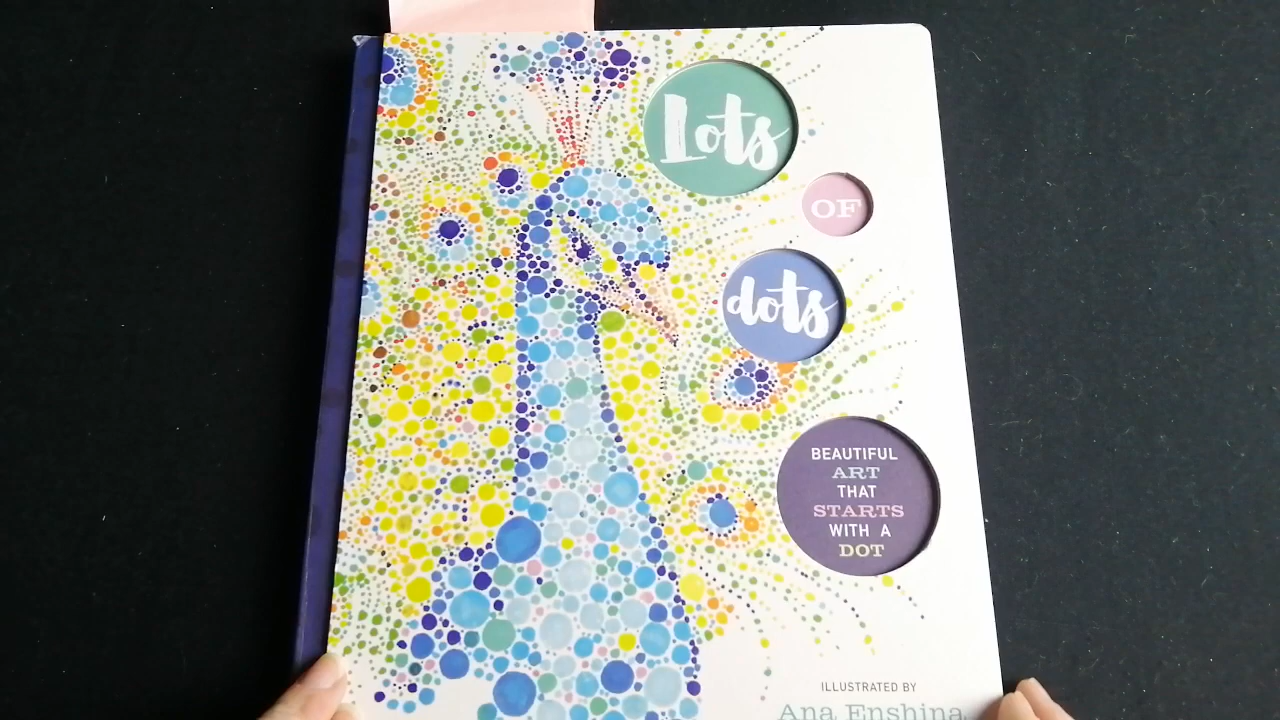 Lots
OF
dots
BEAUTIFUL
ART
THAT
STARTS
WITH A
DOT
ILLUSTRATED BY
Ana Enshina